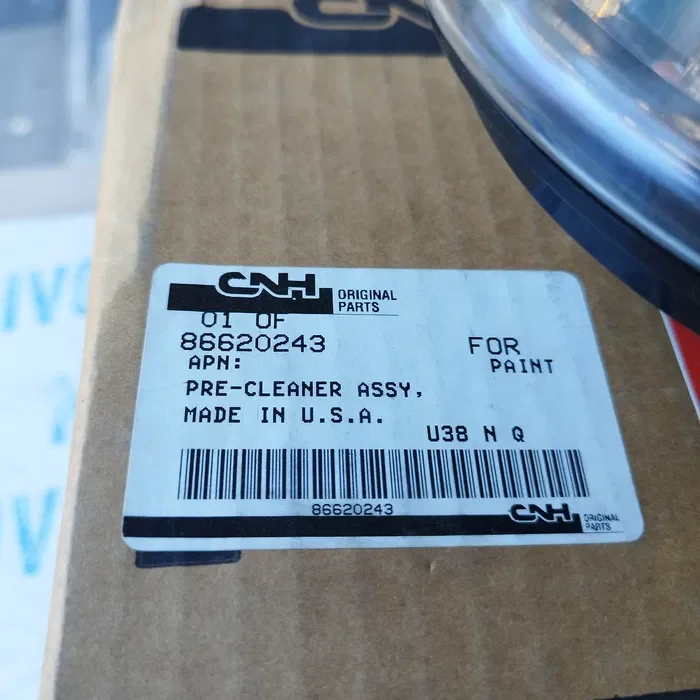 CNH
CNH ORIGINAL
PARTS
01 OF
86620243 FOR
APN: PAINT
PRE-CLEANER ASSY,
MADE IN U.S.A.
U38 N Q
86620243
CNH ORIGINAL
PARTS